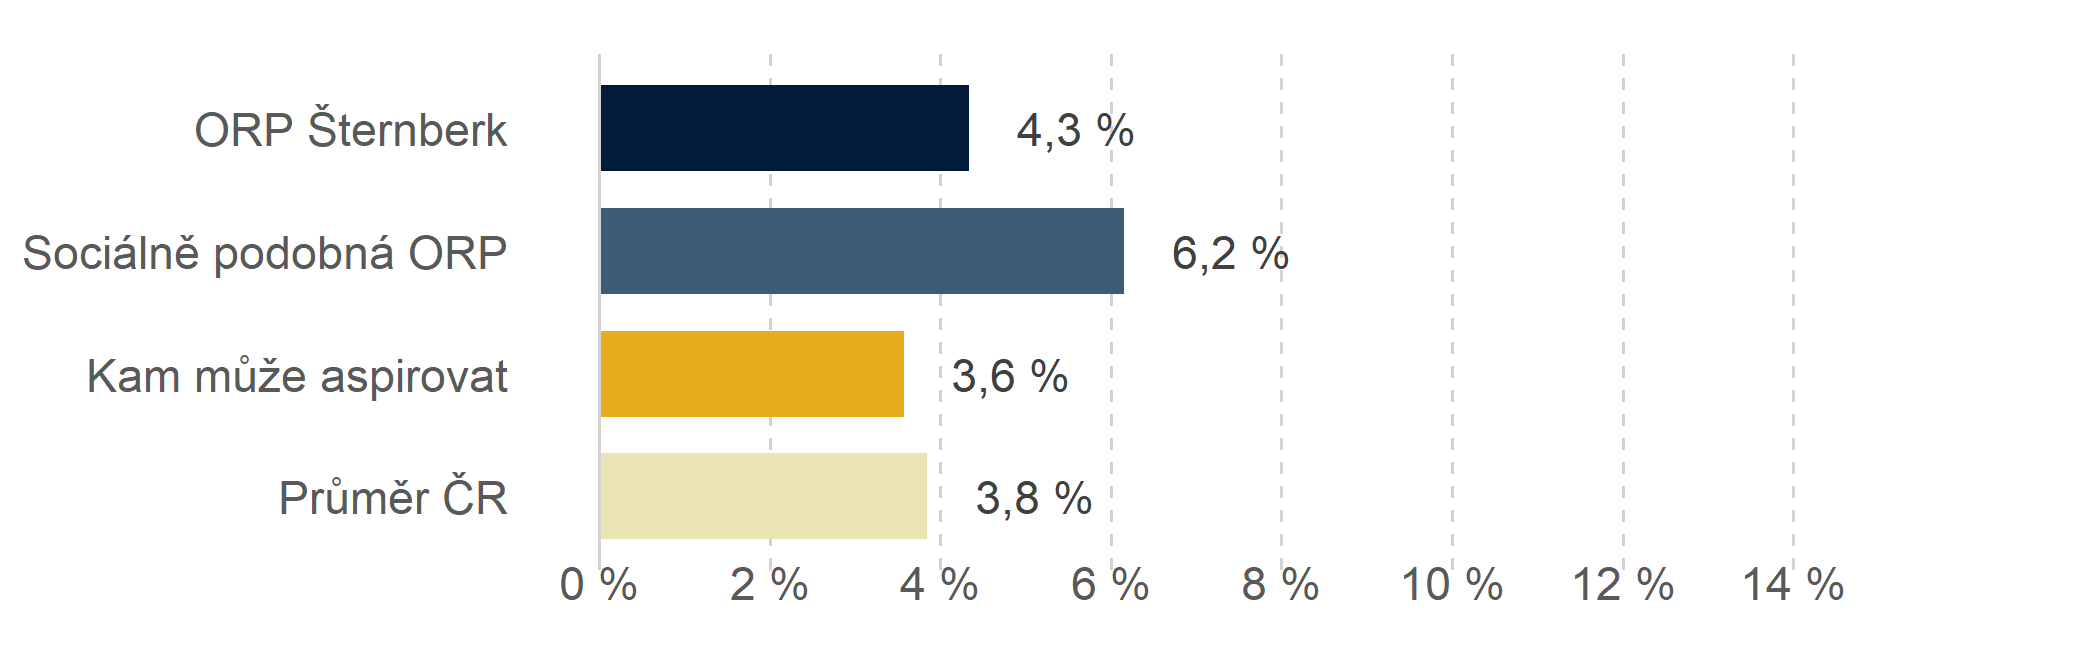 ORP Šternberk 4,3 %
Sociálně podobná ORP 6,2 %
Kam může aspirovat 3,6 %
Průměr ČR 3,8 %
0 % 2 % 4 % 6 % 8 % 10 % 12 % 14 %